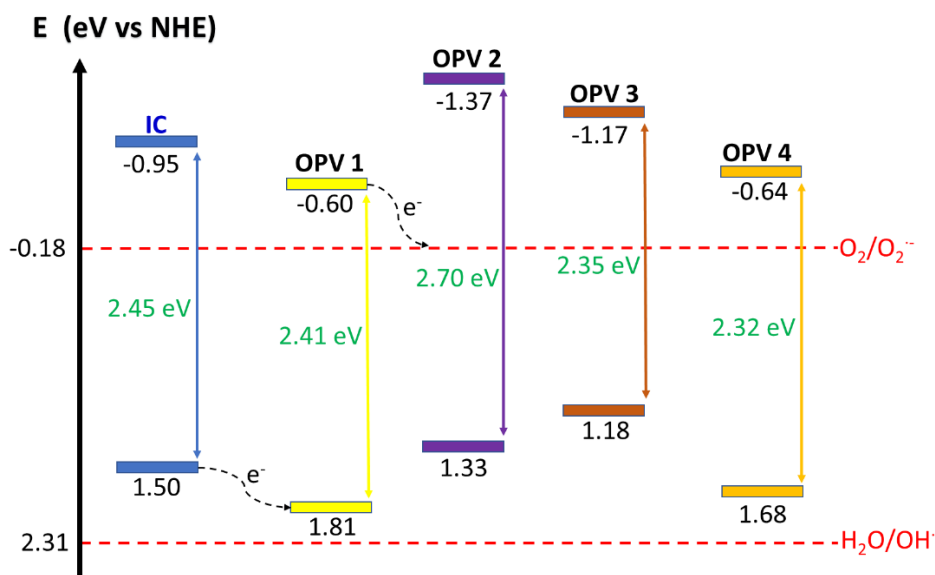 E (eV vs NHE)
OPV 2
-1.37
OPV 3
-1.17
IC
-0.95
OPV 1
-0.60
e-
OPV 4
-0.64
-0.18
O₂/O₂·-
2.45 eV
2.41 eV
2.70 eV
2.35 eV
2.32 eV
1.50
e-
1.81
1.33
1.18
1.68
2.31
H₂O/OH·